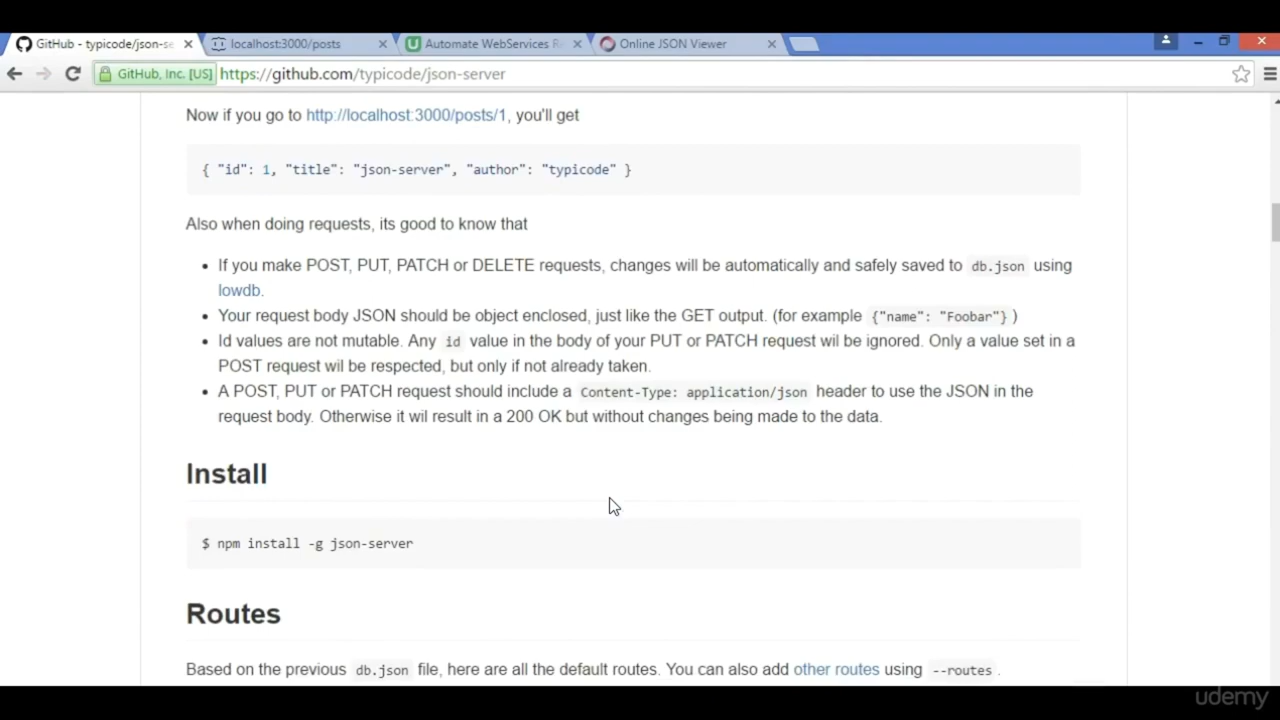 GitHub - typicode/json-se
localhost:3000/posts
Automate WebServices R
Online JSON Viewer
GitHub, Inc. [US]
https://github.com/typicode/json-server
Now if you go to http://localhost:3000/posts/1, you'll get
{ "id": 1, "title": "json-server", "author": "typicode" }
Also when doing requests, its good to know that
• If you make POST, PUT, PATCH or DELETE requests, changes will be automatically and safely saved to db.json using
lowdb.
• Your request body JSON should be object enclosed, just like the GET output. (for example {"name": "Foobar"} )
• Id values are not mutable. Any id value in the body of your PUT or PATCH request wil be ignored. Only a value set in a
POST request wil be respected, but only if not already taken.
• A POST, PUT or PATCH request should include a Content-Type: application/json header to use the JSON in the
request body. Otherwise it wil result in a 200 OK but without changes being made to the data.
Install
$ npm install -g json-server
Routes
Based on the previous db.json file, here are all the default routes. You can also add other routes using --routes .
udemy